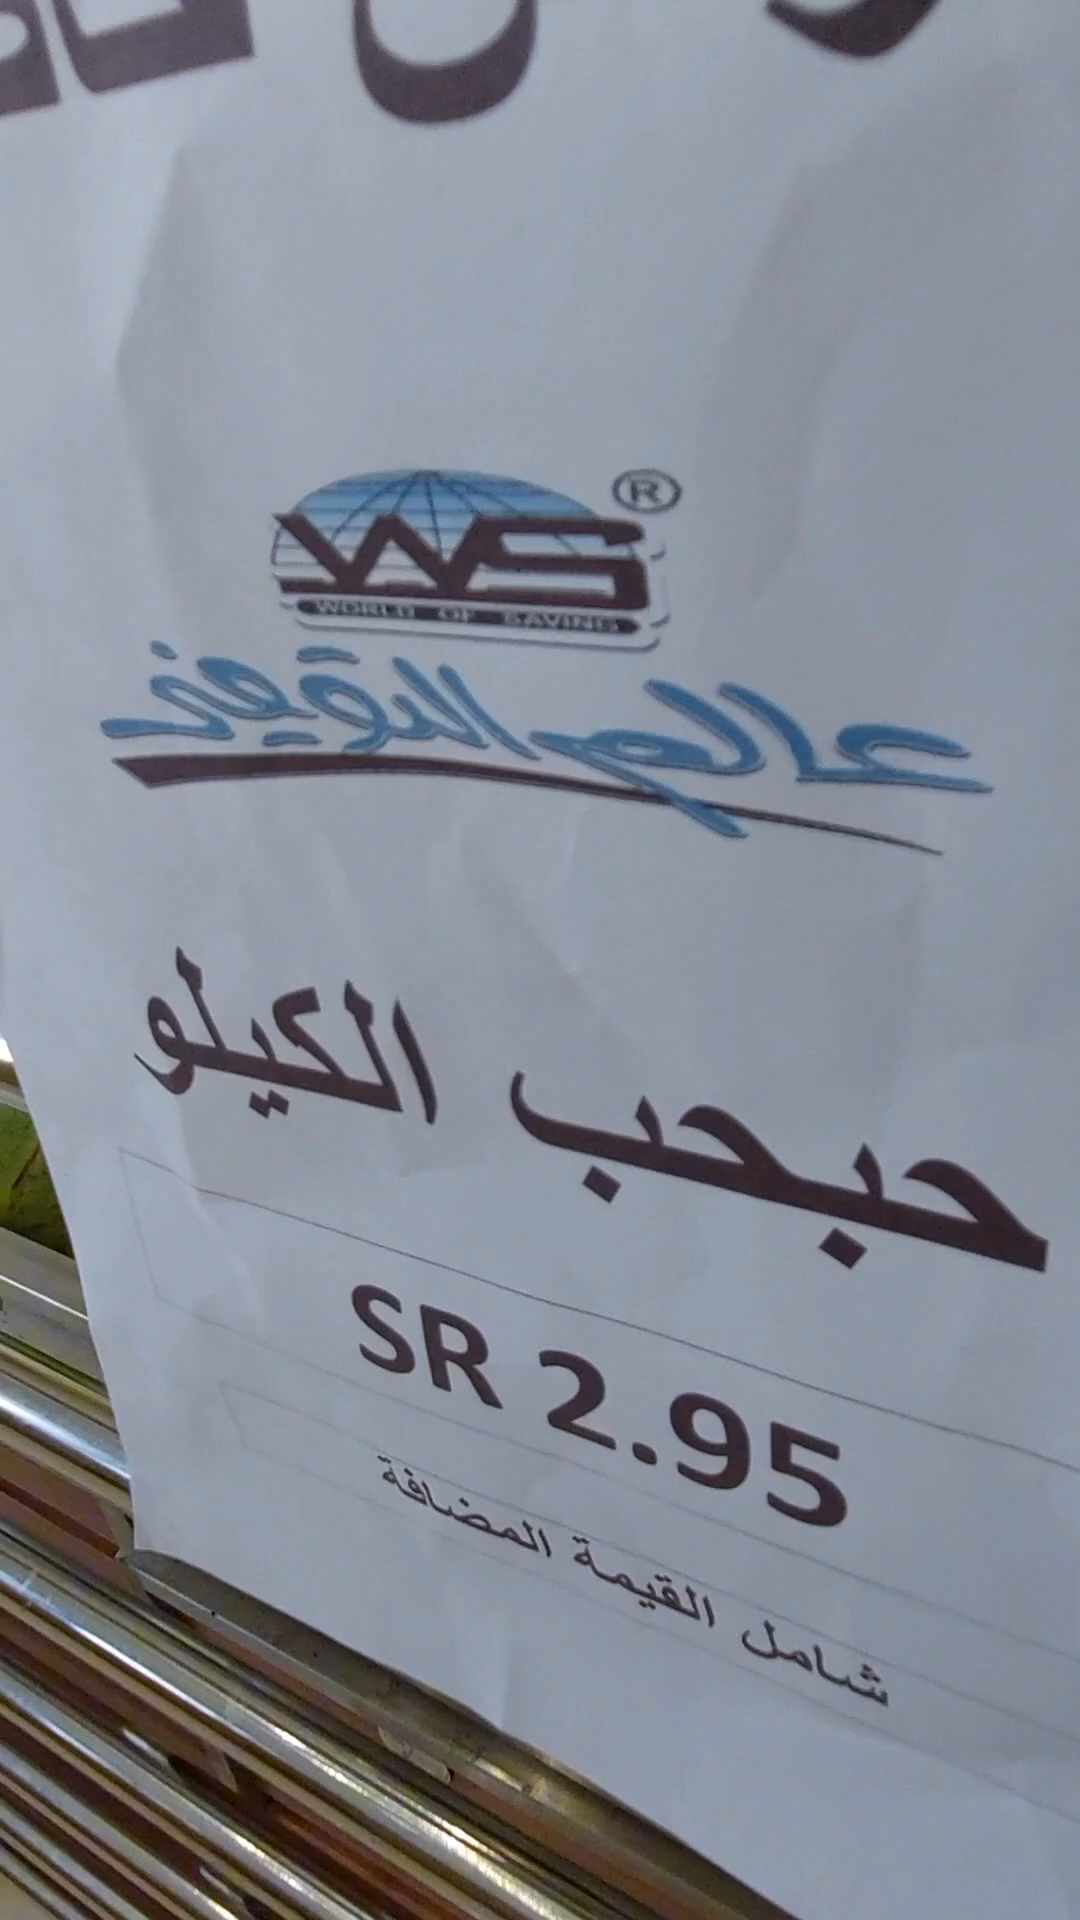 WS ®
WORLD OF SAVING
عالم التوفير
حبحب الكيلو
SR 2.95
شامل القيمة المضافة